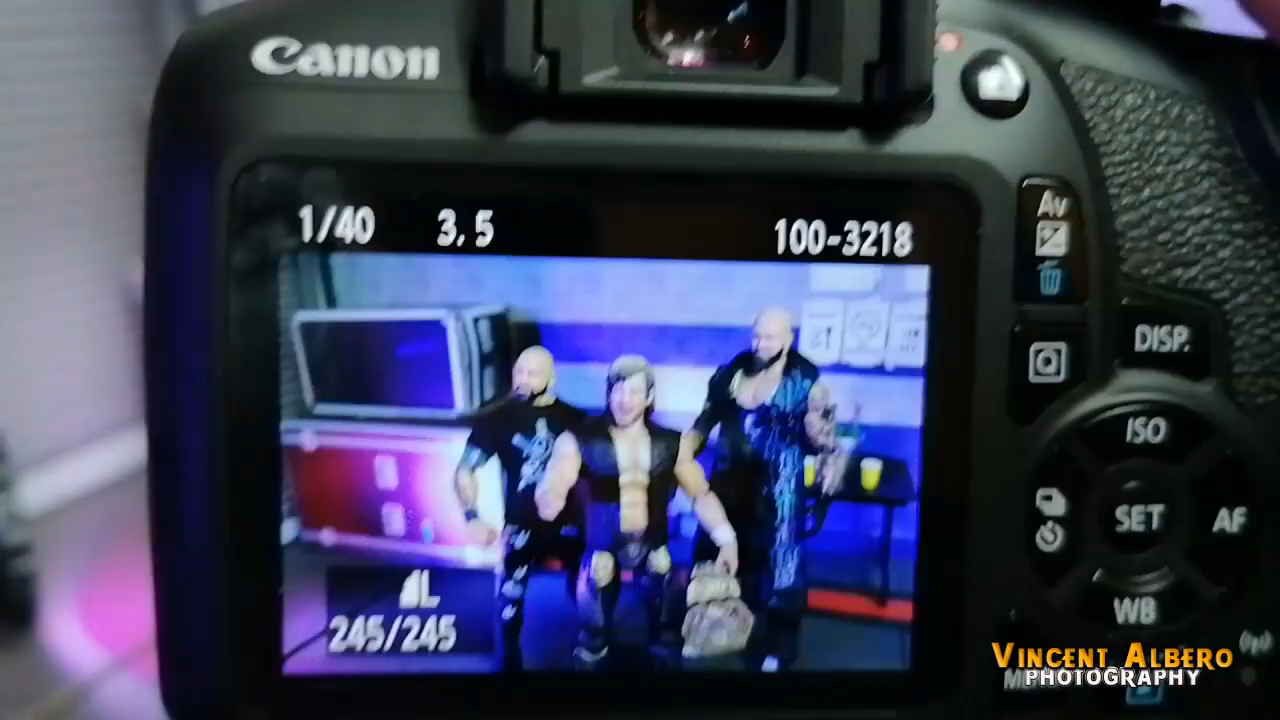 Canon
1/40 3,5 100-3218
Av
DISP.
ISO
SET
AF
WB
L
245/245
VINCENT ALBERO
PHOTOGRAPHY